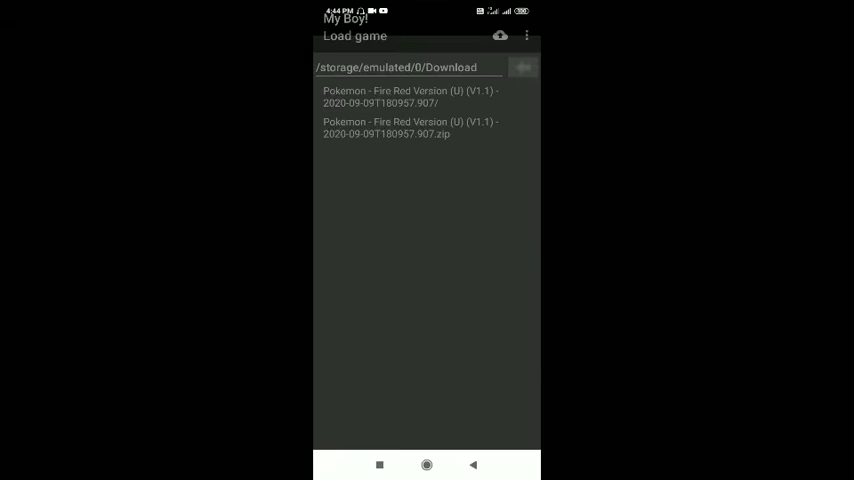 4:44 PM
My Boy!
Load game
/storage/emulated/0/Download
Pokemon - Fire Red Version (U) (V1.1) -
2020-09-09T180957.907/
Pokemon - Fire Red Version (U) (V1.1) -
2020-09-09T180957.907.zip